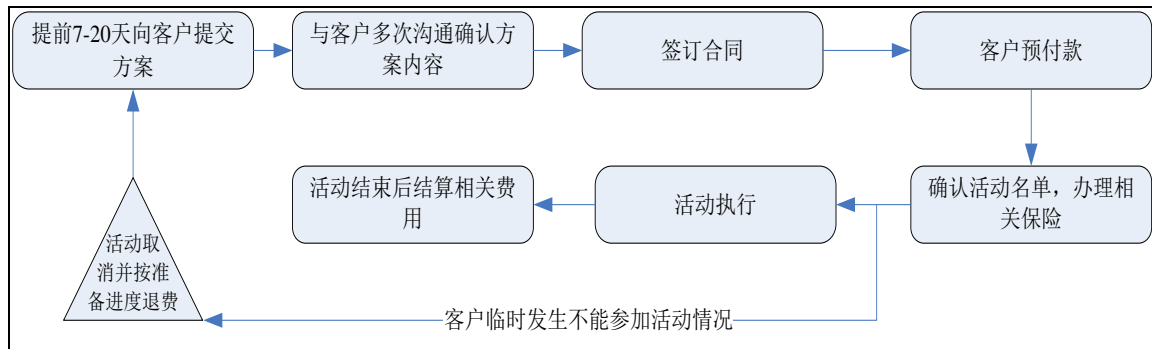 提前7-20天向客户提交
方案
与客户多次沟通确认方
案内容
签订合同
客户预付款
确认活动名单，办理相
关保险
活动执行
活动结束后结算相关费
用
活动取
消并按准
备进度退费
客户临时发生不能参加活动情况